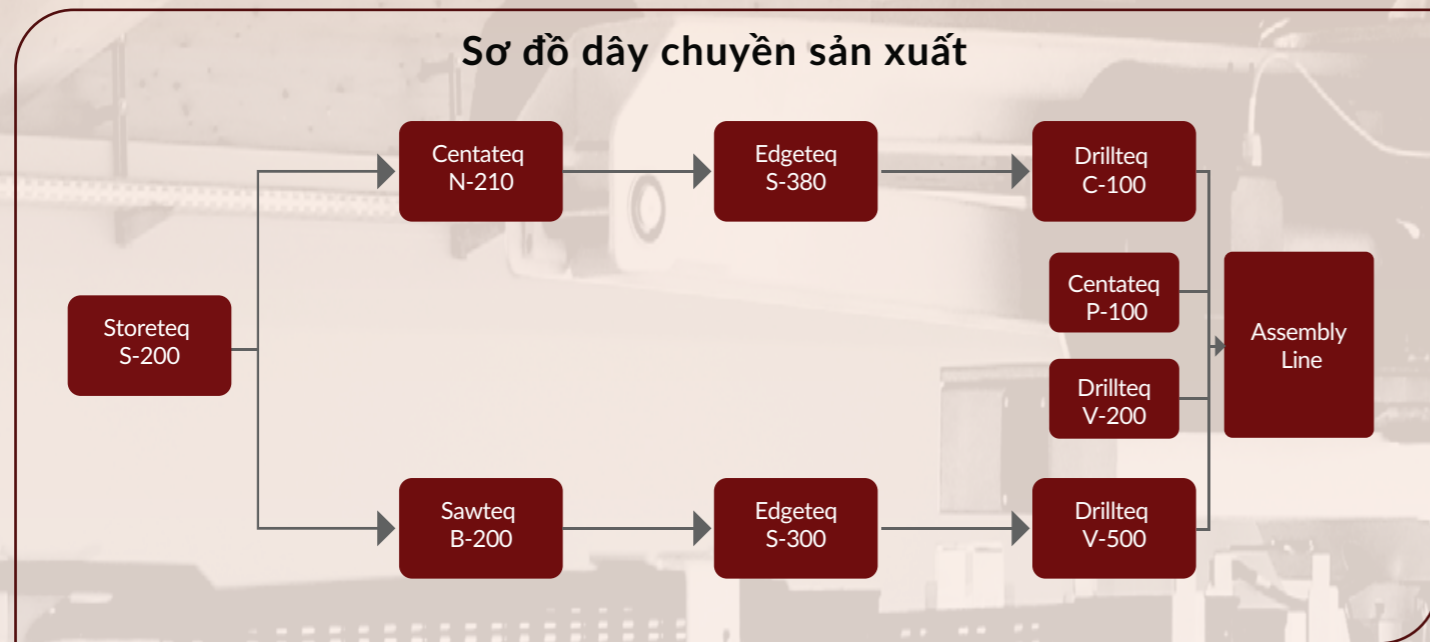 Sơ đồ dây chuyền sản xuất
Centateq
N-210
Edgeteq
S-380
Drillteq
C-100
Centateq
P-100
Storeteq
S-200
Assembly
Line
Drillteq
V-200
Sawteq
B-200
Edgeteq
S-300
Drillteq
V-500